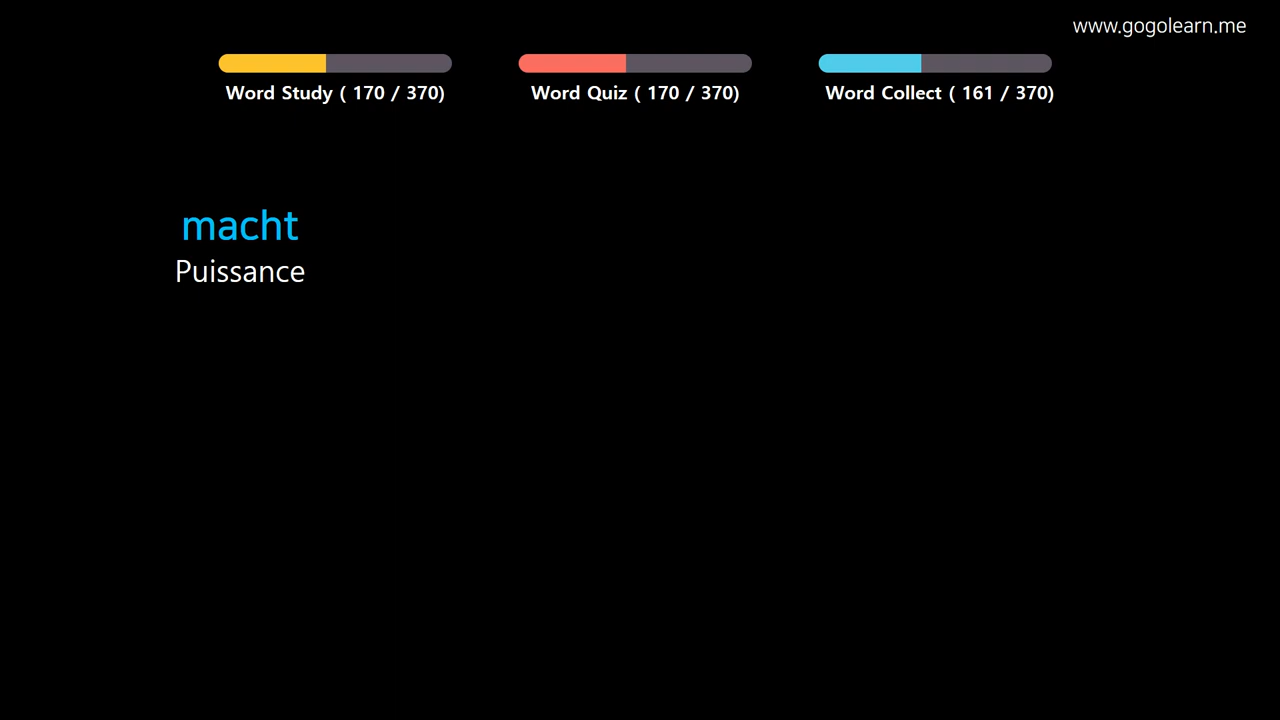 www.gogolearn.me
Word Study ( 170 / 370)
Word Quiz ( 170 / 370)
Word Collect ( 161 / 370)
macht
Puissance